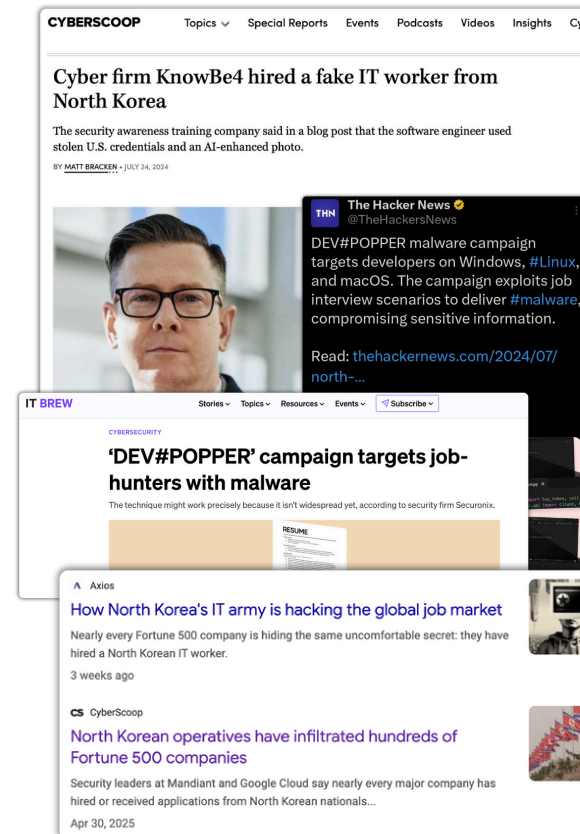 CYBERSCOOP
Topics Special Reports Events Podcasts Videos Insights
Cyber firm KnowBe4 hired a fake IT worker from
North Korea
The security awareness training company said in a blog post that the software engineer used
stolen U.S. credentials and an AI-enhanced photo.
BY MATT BRACKEN • JULY 24, 2024
THN
The Hacker News
@TheHackersNews
DEV#POPPER malware campaign
targets developers on Windows, #Linux,
and macOS. The campaign exploits job
interview scenarios to deliver #malware,
compromising sensitive information.
Read: thehackernews.com/2024/07/
north-...
IT BREW
Stories Topics Resources Events Subscribe
CYBERSECURITY
‘DEV#POPPER’ campaign targets job-
hunters with malware
The technique might work precisely because it isn't widespread yet, according to security firm Securonix.
RESUME
Axios
How North Korea's IT army is hacking the global job market
Nearly every Fortune 500 company is hiding the same uncomfortable secret: they have
hired a North Korean IT worker.
3 weeks ago
CS CyberScoop
North Korean operatives have infiltrated hundreds of
Fortune 500 companies
Security leaders at Mandiant and Google Cloud say nearly every major company has
hired or received applications from North Korean nationals...
Apr 30, 2025